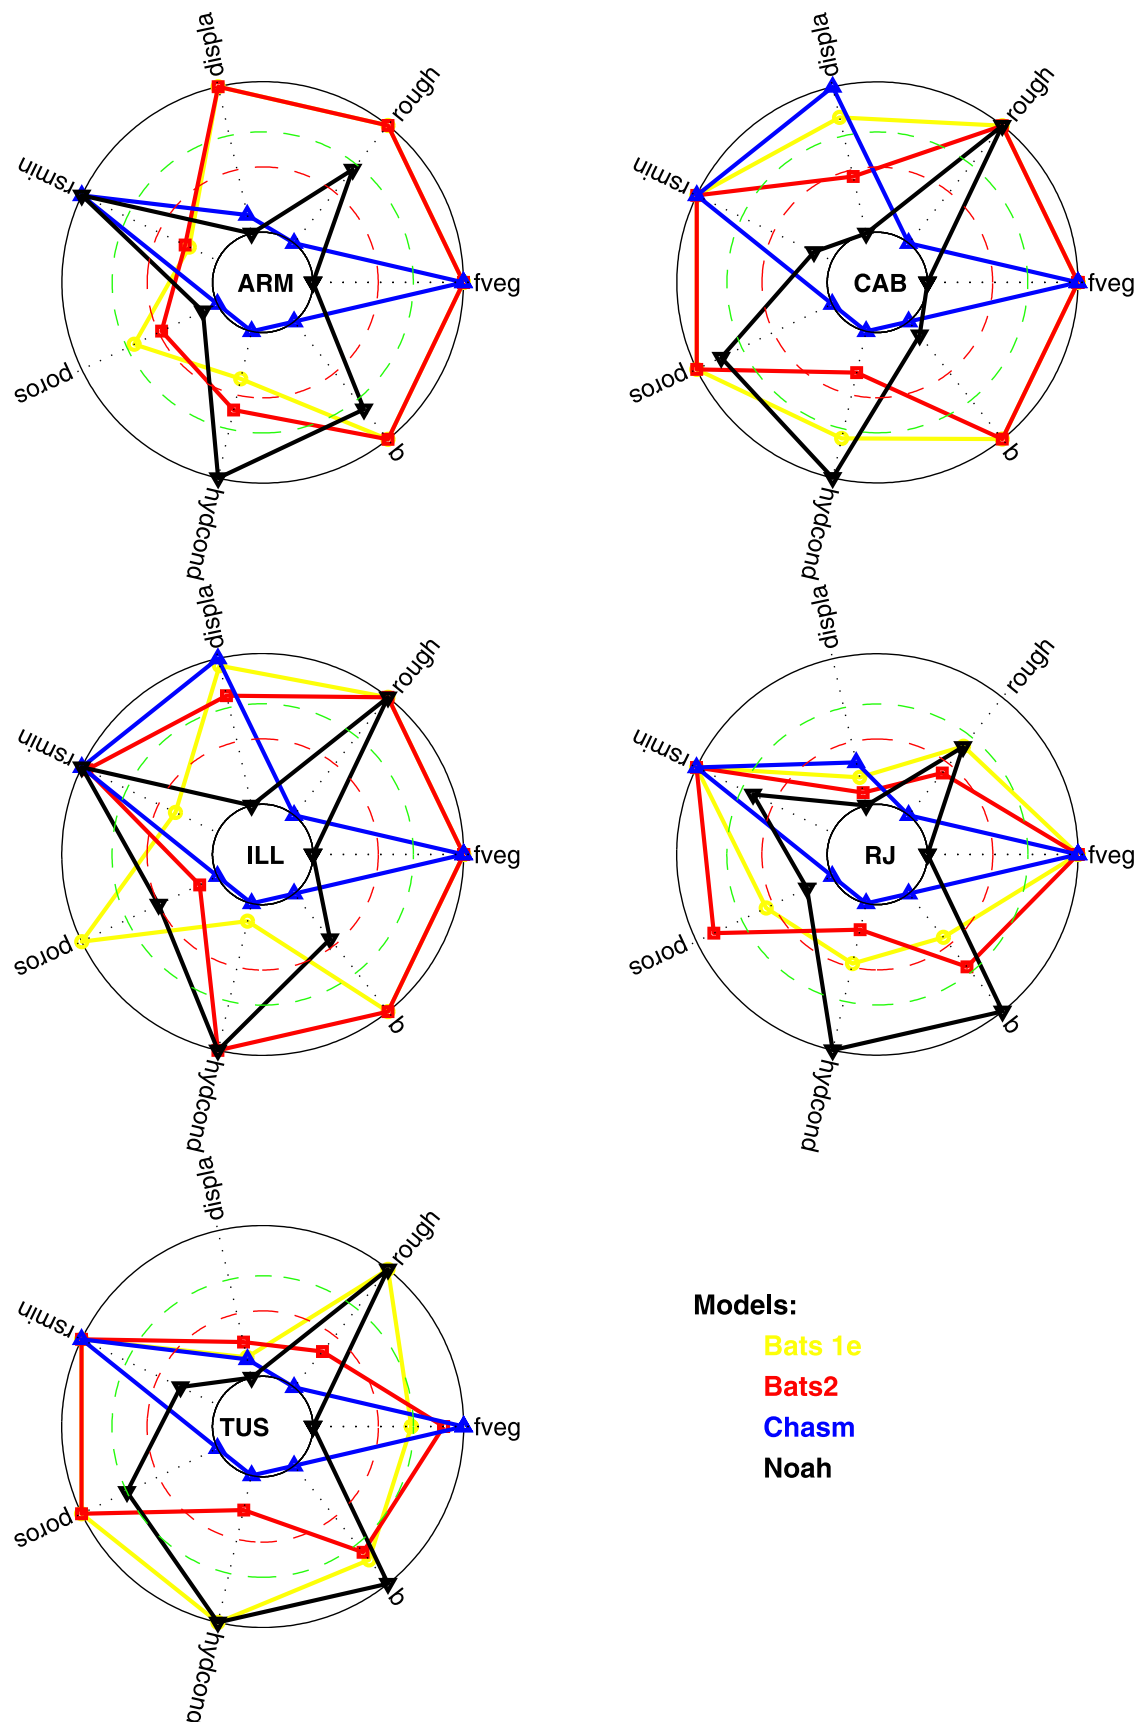 displa
rough
rsmin
ARM
fveg
poros
b
hydcond
displa
rough
rsmin
CAB
fveg
poros
b
hydcond
displa
rough
rsmin
ILL
fveg
poros
b
hydcond
displa
rough
rsmin
RJ
fveg
poros
b
hydcond
displa
rough
rsmin
TUS
fveg
poros
b
hydcond
Models:
Bats 1e
Bats2
Chasm
Noah